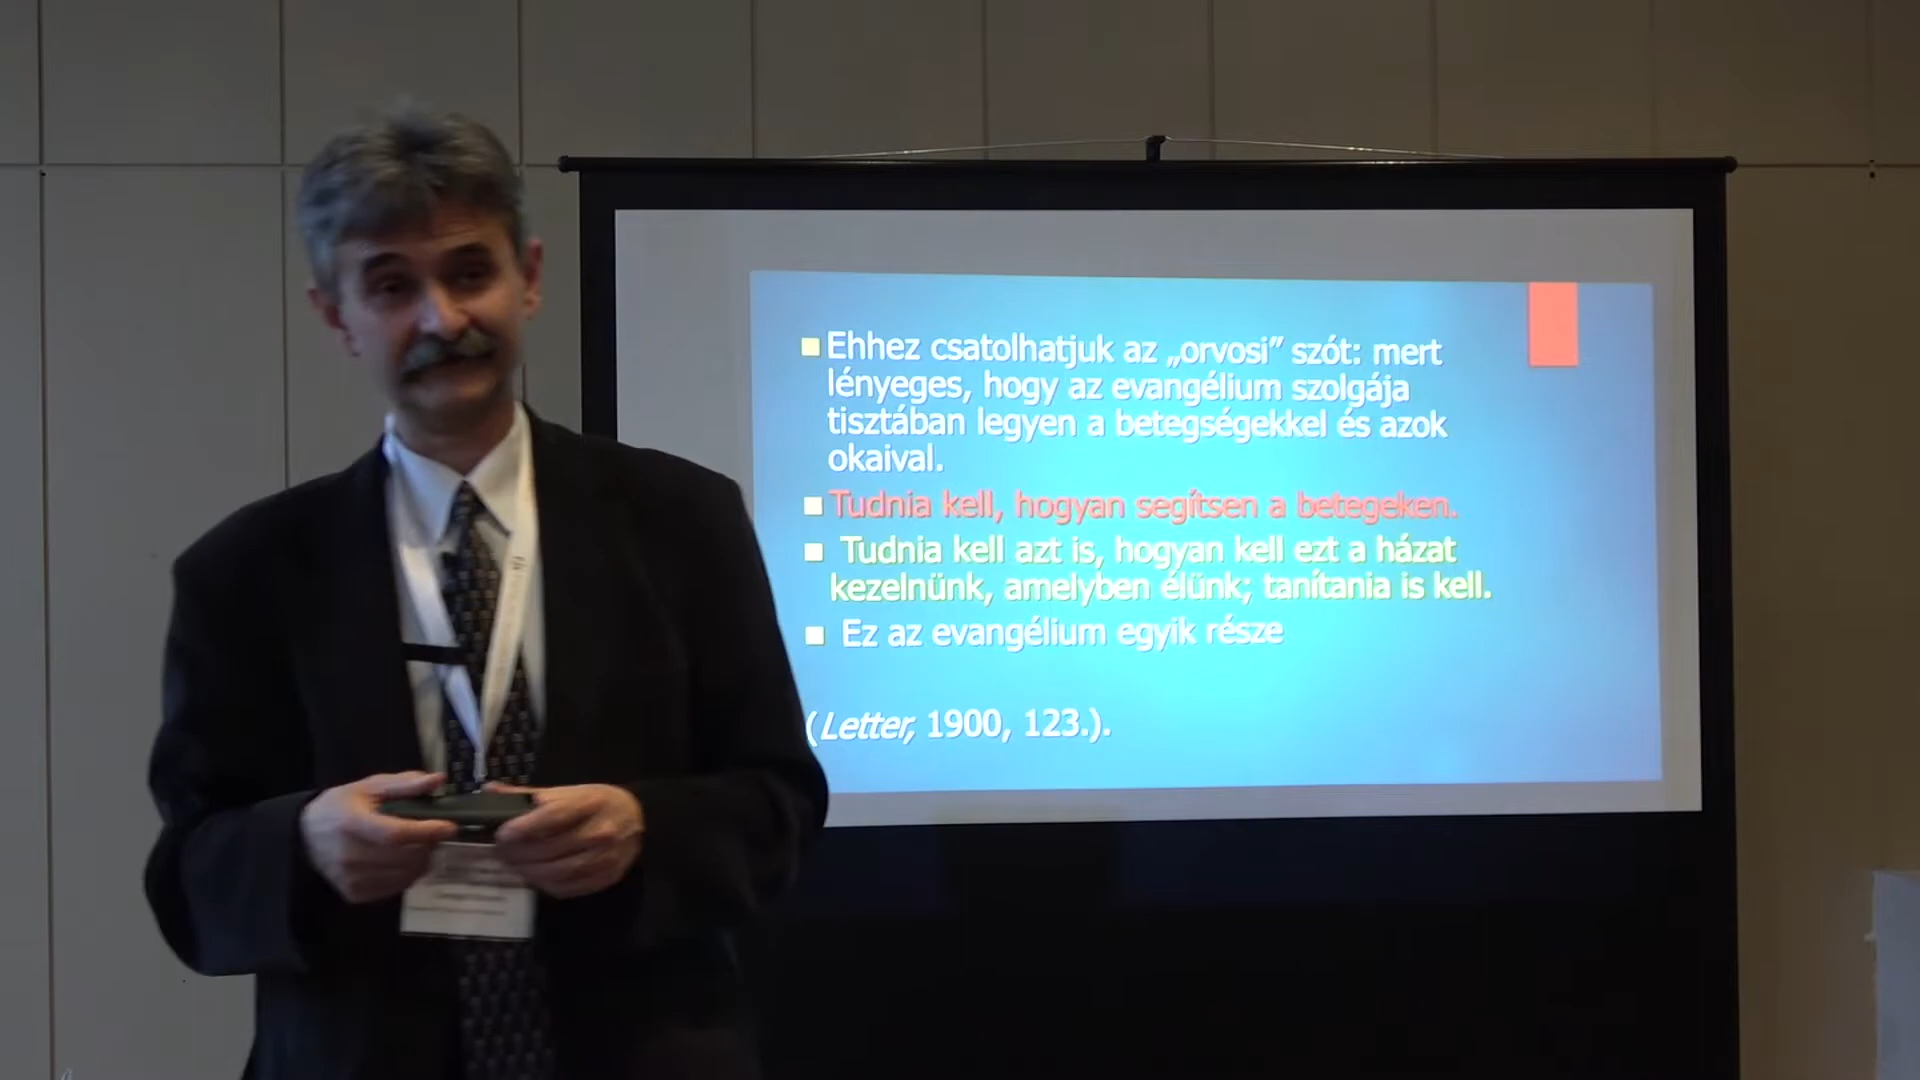 Ehhez csatolhatjuk az „orvosi” szót: mert
lényeges, hogy az evangélium szolgája
tisztában legyen a betegségekkel és azok
okaival.
Tudnia kell, hogyan segítsen a betegeken.
Tudnia kell azt is, hogyan kell ezt a házat
kezelnünk, amelyben élünk; tanítania is kell.
Ez az evangélium egyik része
(Letter, 1900, 123.).